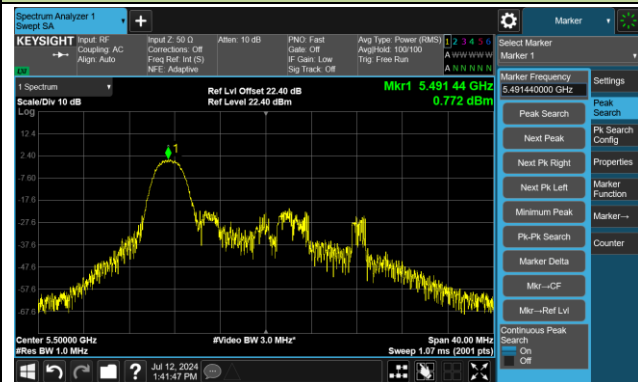 Spectrum Analyzer 1
Swept SA
Marker
KEYSIGHT
Input: RF
Coupling: AC
Align: Auto
Input Z: 50 Ω
Corrections: Off
Freq Ref: Int (S)
NFE: Adaptive
Atten: 10 dB
PNO: Fast
Gate: Off
IF Gain: Low
Sig Track: Off
Avg Type: Power (RMS)
Avg|Hold: 100/100
Trig: Free Run
1 2 3 4 5 6
A W W W W W
A N N N N N
Select Marker
Marker 1
LXI
1 Spectrum
Scale/Div 10 dB
Log
Ref Lvl Offset 22.40 dB
Ref Level 22.40 dBm
Mkr1 5.491 44 GHz
0.772 dBm
12.4
2.40
-7.60
-17.6
-27.6
-37.6
-47.6
-57.6
-67.6
1
Center 5.50000 GHz
#Res BW 1.0 MHz
#Video BW 3.0 MHz*
Span 40.00 MHz
Sweep 1.07 ms (2001 pts)
Marker Frequency
5.491440000 GHz
Peak Search
Next Peak
Next Pk Right
Next Pk Left
Minimum Peak
Pk-Pk Search
Marker Delta
Mkr→CF
Mkr→Ref Lvl
Continuous Peak
Search
On
Off
Settings
Peak
Search
Pk Search
Config
Properties
Marker
Function
Marker→
Counter
Jul 12, 2024
1:41:47 PM